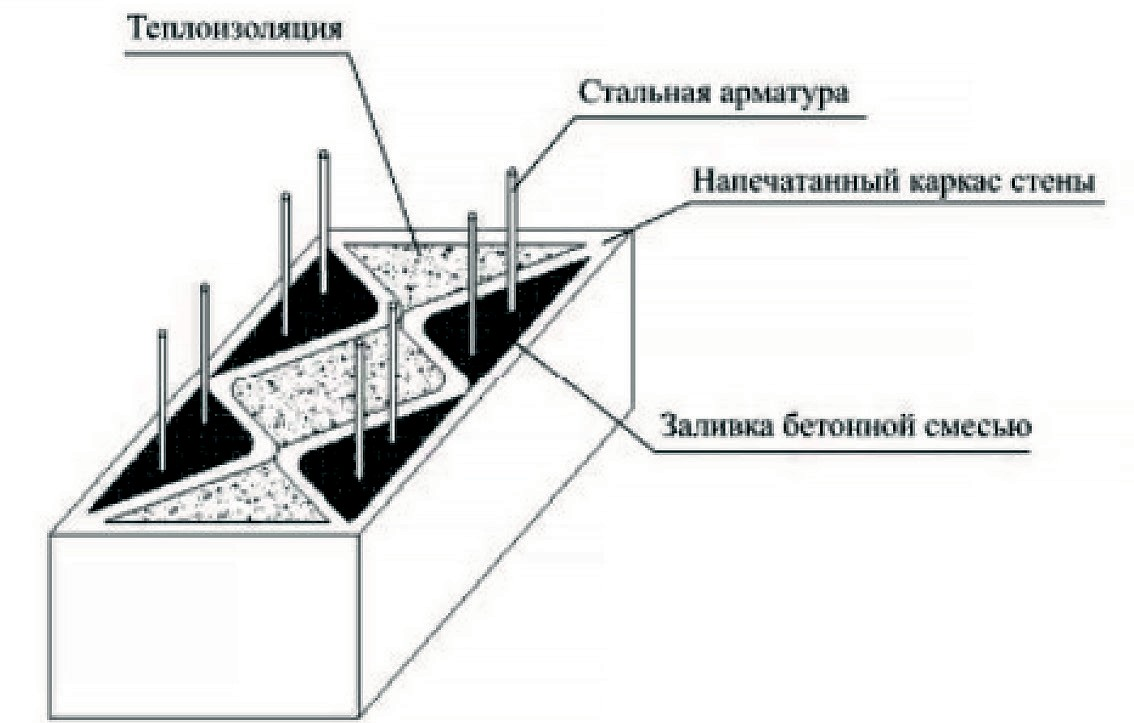 Теплоизоляция
Стальная арматура
Напечатанный каркас стены
Заливка бетонной смесью